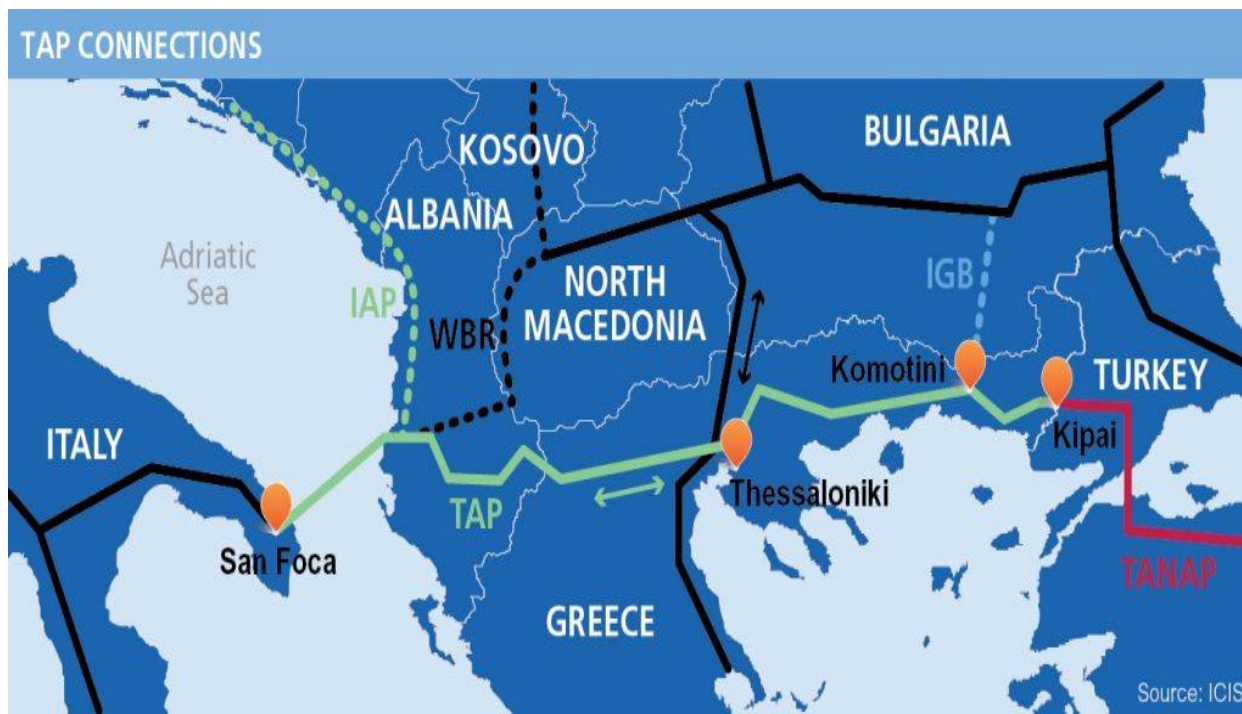 TAP CONNECTIONS
KOSOVO
BULGARIA
ALBANIA
Adriatic
Sea
IAP
WBR
NORTH
MACEDONIA
IGB
Komotini
TURKEY
Kipai
ITALY
San Foca
TAP
Thessaloniki
TANAP
GREECE
Source: ICIS